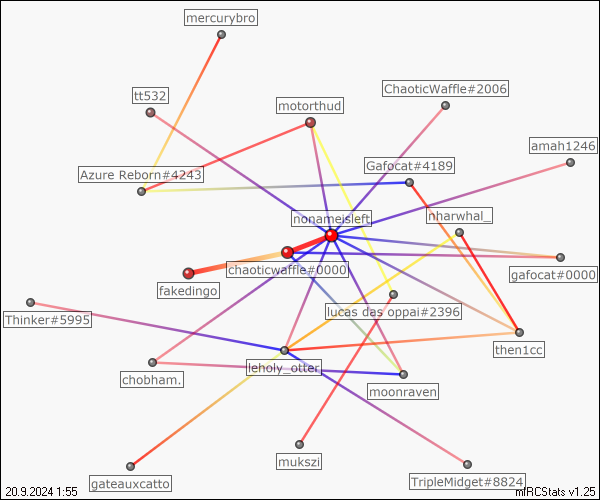 mercurybro
ChaoticWaffle#2006
tt532
motorthud
amah1246
Gafocat#4189
Azure Reborn#4243
nonameisleft
nharwhal_
chaoticwaffle#0000
gafocat#0000
fakedingo
lucas das oppai#2396
Thinker#5995
then1cc
leholy_otter
chobham.
moonraven
mukszi
gateauxcatto
TripleMidget#8824
20.9.2024 1:55
mIRCStats v1.25